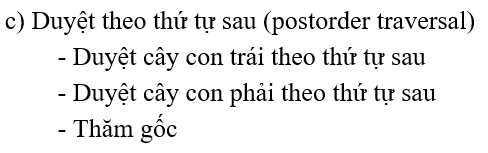 c) Duyệt theo thứ tự sau (postorder traversal)
- Duyệt cây con trái theo thứ tự sau
- Duyệt cây con phải theo thứ tự sau
- Thăm gốc